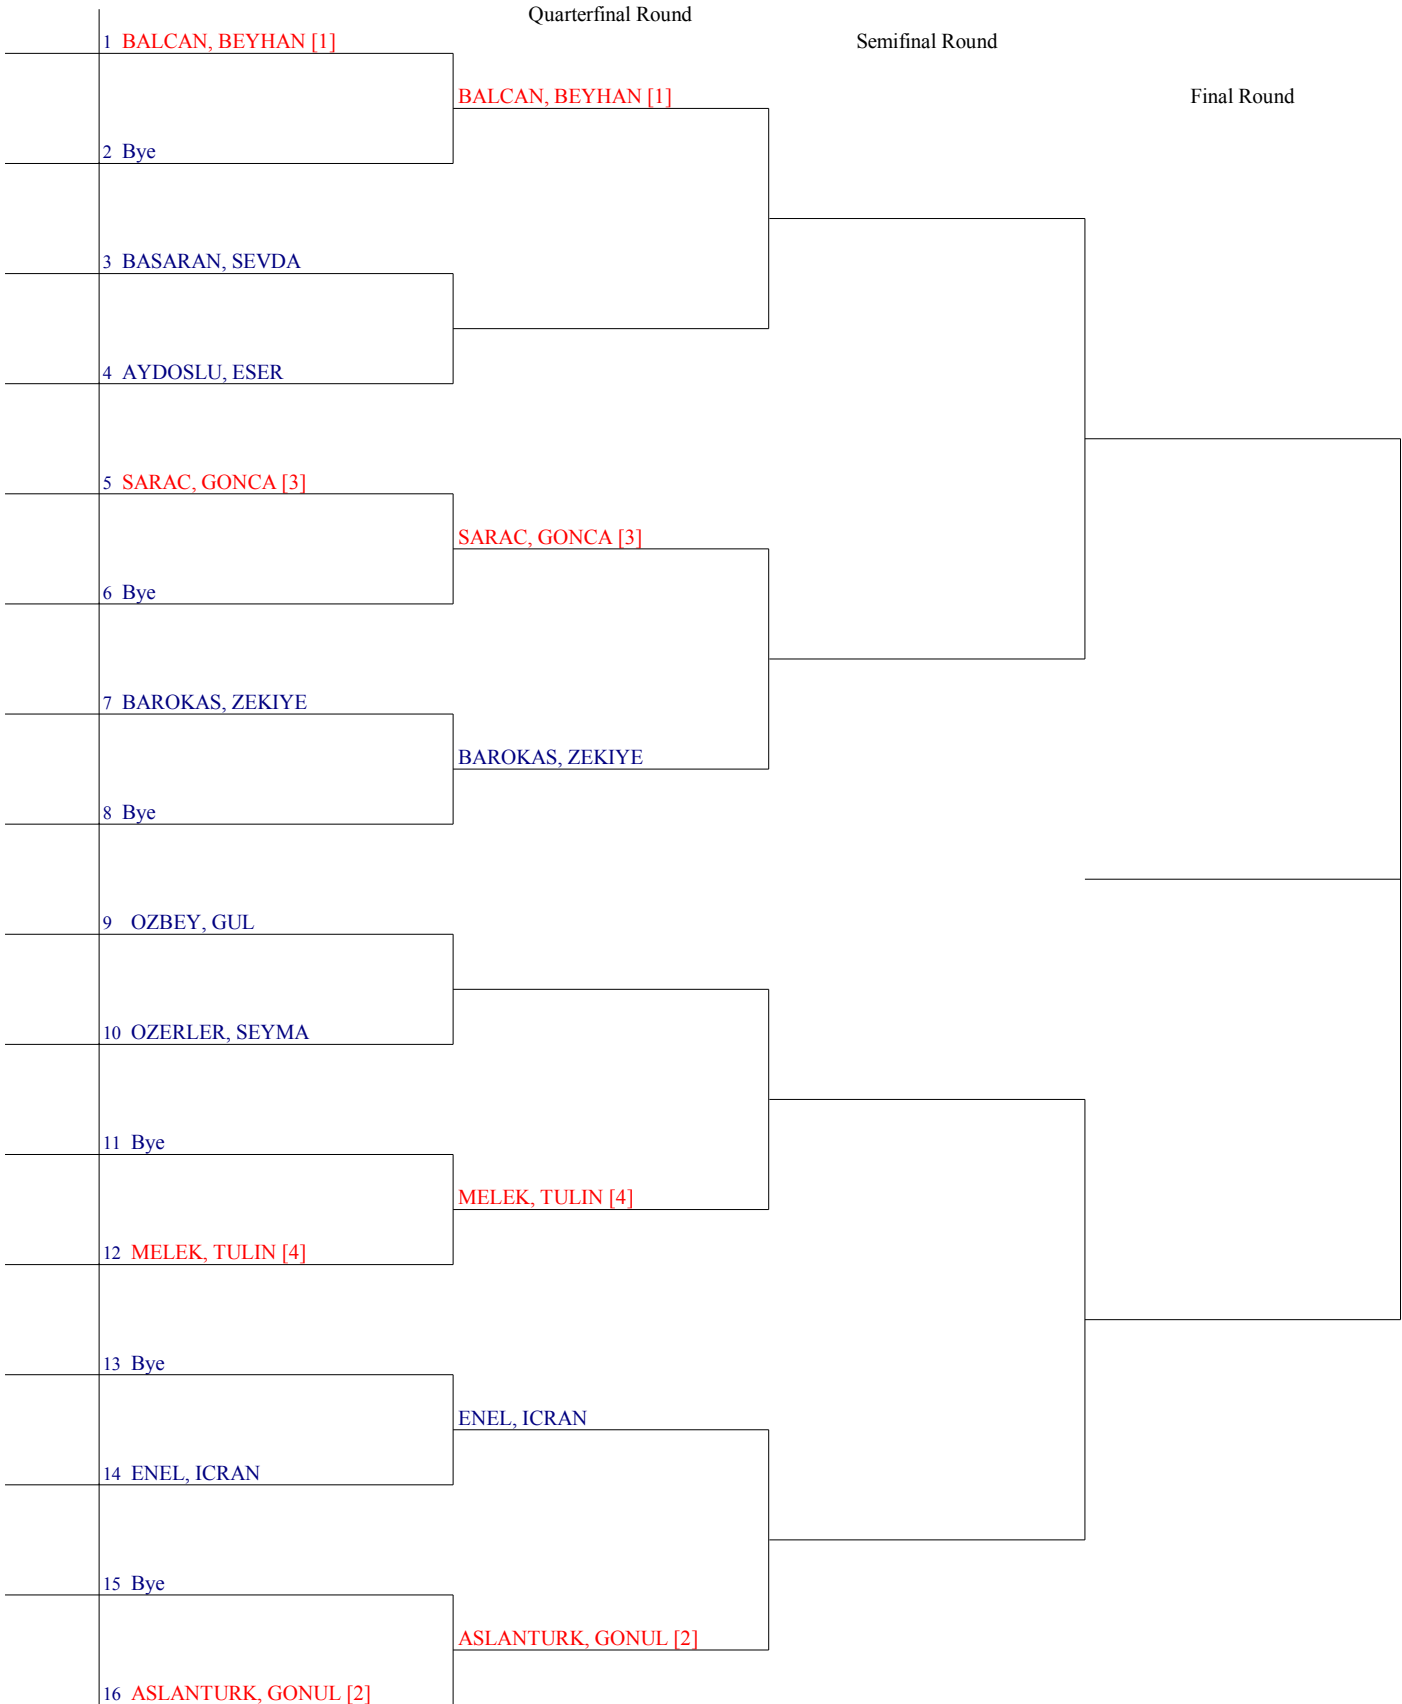 Quarterfinal Round
Semifinal Round
Final Round
1 BALCAN, BEYHAN [1]
BALCAN, BEYHAN [1]
2 Bye
3 BASARAN, SEVDA
4 AYDOSLU, ESER
5 SARAC, GONCA [3]
SARAC, GONCA [3]
6 Bye
7 BAROKAS, ZEKIYE
BAROKAS, ZEKIYE
8 Bye
9 OZBEY, GUL
10 OZERLER, SEYMA
11 Bye
MELEK, TULIN [4]
12 MELEK, TULIN [4]
13 Bye
ENEL, ICRAN
14 ENEL, ICRAN
15 Bye
ASLANTURK, GONUL [2]
16 ASLANTURK, GONUL [2]